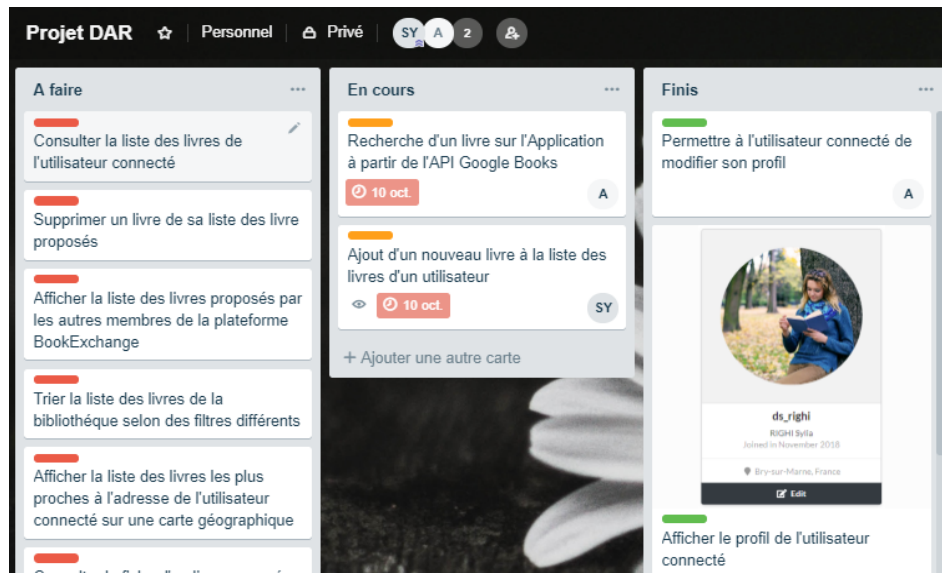 Projet DAR
Personnel
Privé
SY
A
2
A faire
Consulter la liste des livres de
l'utilisateur connecté
Supprimer un livre de sa liste des livre
proposés
Afficher la liste des livres proposés par
les autres membres de la plateforme
BookExchange
Trier la liste des livres de la
bibliothéque selon des filtres différents
Afficher la liste des livres les plus
proches à l'adresse de l'utilisateur
connecté sur une carte géographique
En cours
Recherche d'un livre sur l'Application
à partir de l'API Google Books
10 oct.
A
Ajout d'un nouveau livre à la liste des
livres d'un utilisateur
10 oct.
SY
+ Ajouter une autre carte
Finis
Permettre à l'utilisateur connecté de
modifier son profil
A
ds_righi
RIGHI Sylla
Joined in November 2018
Bry-sur-Marne, France
Edit
Afficher le profil de l'utilisateur
connecté